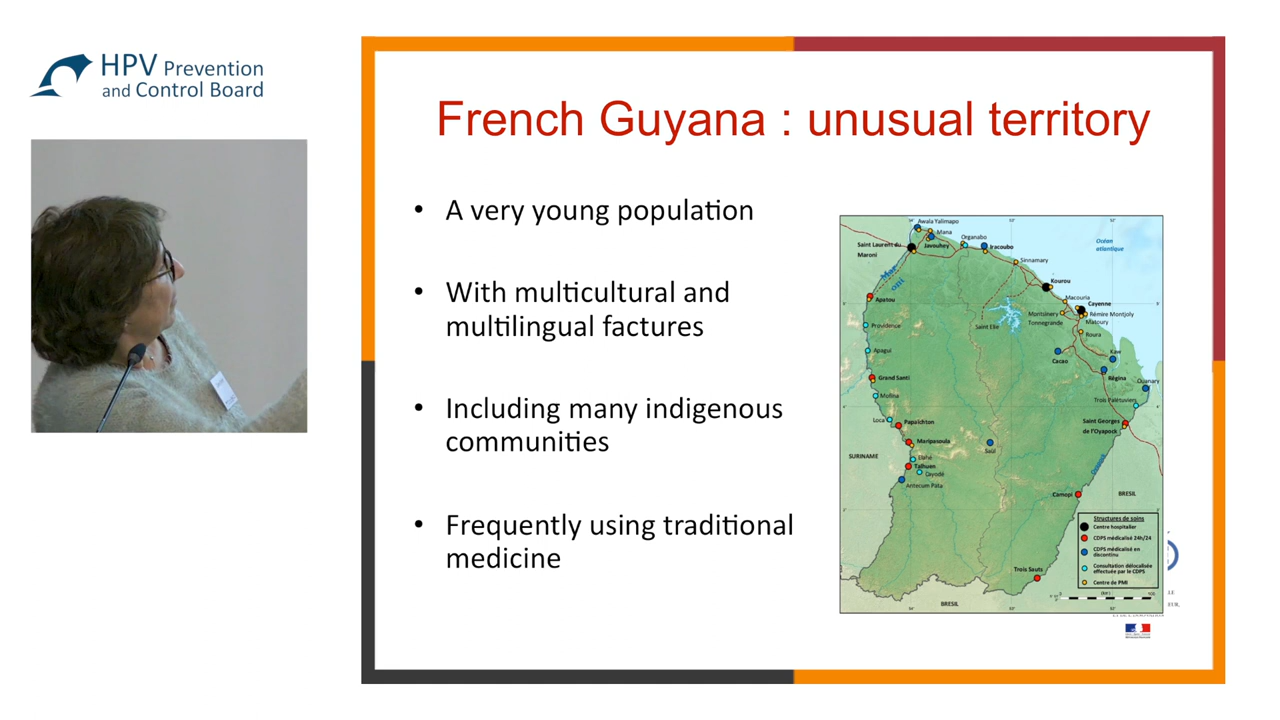 HPV Prevention
and Control Board
French Guyana : unusual territory
• A very young population
• With multicultural and
multilingual factures
• Including many indigenous
communities
• Frequently using traditional
medicine
Awala Yalimapo
Mana
Javouhey
Organabo
Iracoubo
Saint Laurent du
Maroni
Océan
atlantique
Sinnamary
Kourou
Macouria
Cayenne
Montsinery
Tonnegrande
Rémire Montjoly
Matoury
Roura
Saint Elie
Apatou
Providence
Apagui
Cacao
Kaw
Régina
Ouanary
Grand Santi
Mofina
Trois Palétuviers
Loca
Papaichton
Saint Georges
de l'Oyapock
Maripasoula
Saül
SURINAME
Elahé
Talhuen
Cayodé
Antecum Pata
Camopi
BRESIL
Structures de soins
Centre hospitalier
CDPS médicalisé 24h/24
CDPS médicalisé en
discontinu
Consultation délocalisée
effectuée par le CDPS
Centre de PMI
Trois Sauts
BRESIL